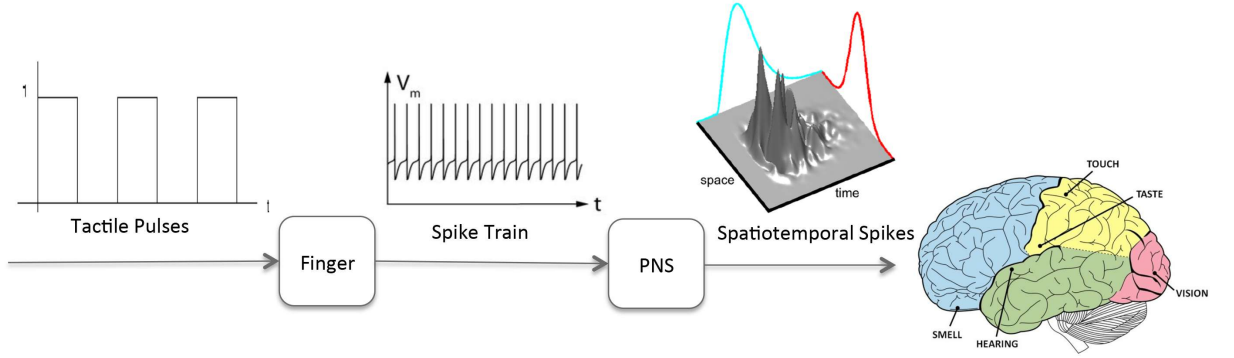 1
t
Tactile Pulses
Finger
Vm
t
Spike Train
PNS
space
time
Spatiotemporal Spikes
TOUCH
TASTE
VISION
SMELL
HEARING